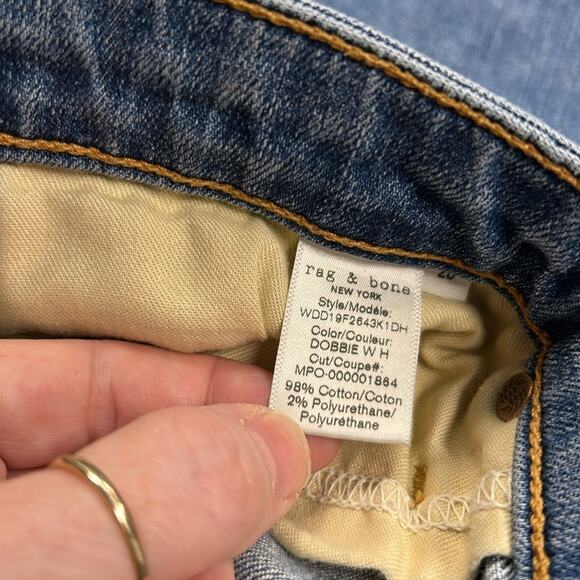 rag & bone
NEW YORK
Style/Modèle:
WDD19F2643K1DH
Color/Couleur:
DOBBIE W H
Cut/Coupe#:
MPO-000001864
98% Cotton/Coton
2% Polyurethane/
Polyuréthane